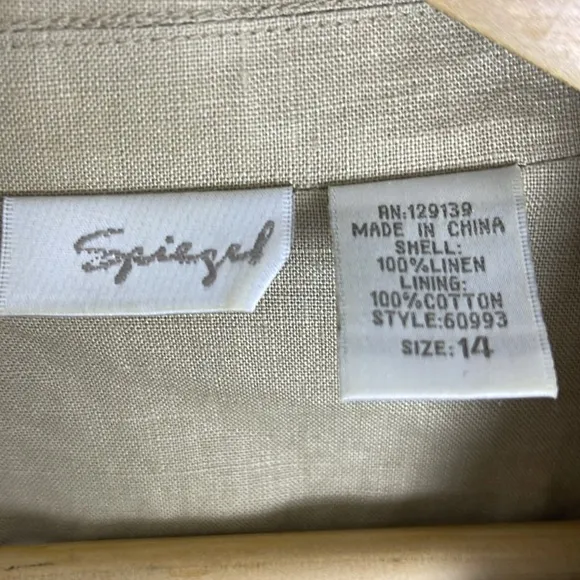 Spiegel
RN:129139
MADE IN CHINA
SHELL:
100%LINEN
LINING:
100%COTTON
STYLE:60993
SIZE:14